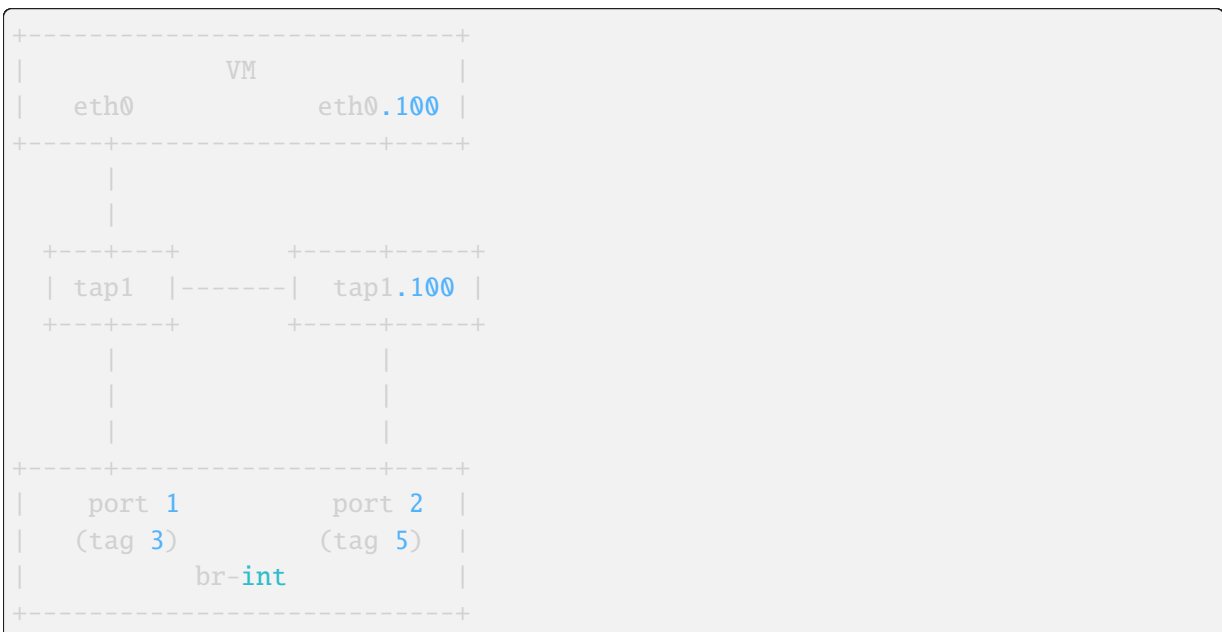 +-----------------------------+
|             VM             |
|   eth0            eth0.100 |
+-----+-----------------+----+
      |
      |
  +---+---+       +-----+-----+
  | tap1  |-------|  tap1.100 |
  +---+---+       +-----+-----+
      |                 |
      |                 |
      |                 |
+-----+-----------------+-----+
|    port 1          port 2  |
|   (tag 3)         (tag 5)  |
|           br-int           |
+-----------------------------+